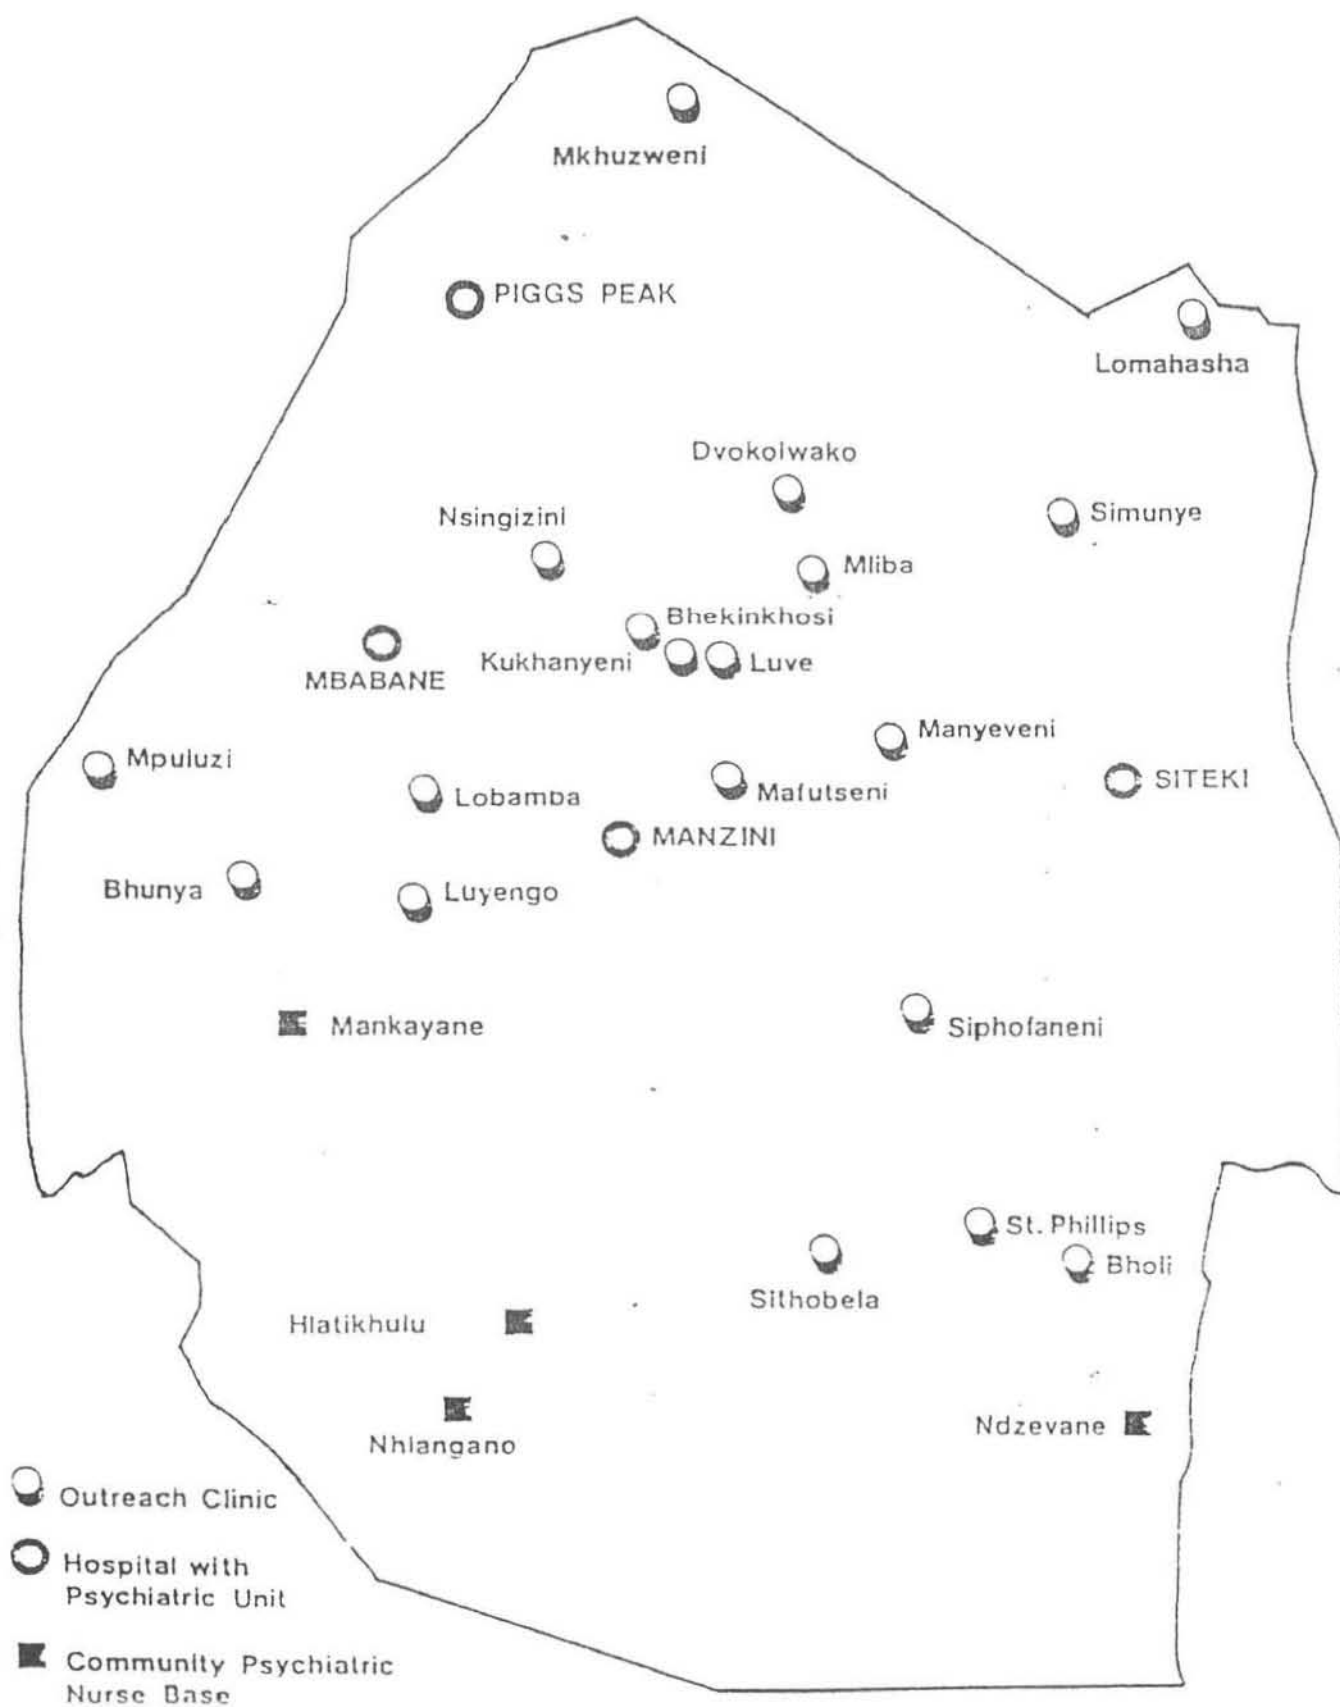 Mkhuzweni
PIGGS PEAK
Lomahasha
Dvokolwako
Nsingizini
Simunye
Mliba
Bhekinkhosi
Kukhanyeni
Luve
MBABANE
Manyeveni
Mpuluzi
SITEKI
Lobamba
Mafutseni
MANZINI
Bhunya
Luyengo
Mankayane
Siphofaneni
St. Phillips
Bholi
Sithobela
Hlatikhulu
Ndzevane
Nhlangano
Outreach Clinic
Hospital with
Psychiatric Unit
Community Psychiatric
Nurse Base